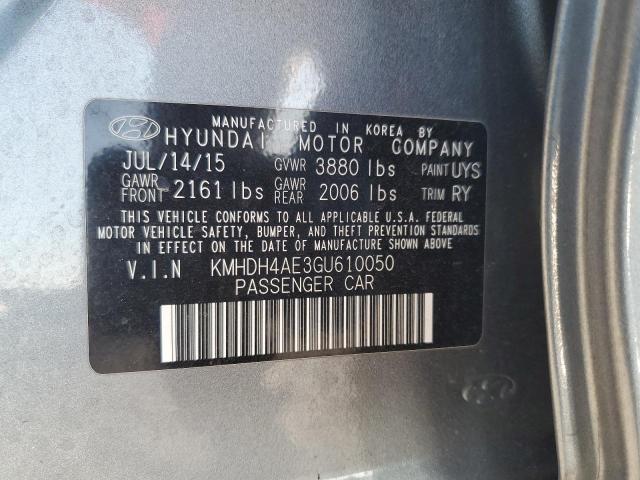 MANUFACTURED IN KOREA BY
HYUNDAI MOTOR COMPANY
JUL/14/15 GVWR 3880 lbs PAINT UYS
GAWR FRONT 2161 lbs GAWR REAR 2006 lbs TRIM RY
THIS VEHICLE CONFORMS TO ALL APPLICABLE U.S.A. FEDERAL
MOTOR VEHICLE SAFETY, BUMPER, AND THEFT PREVENTION STANDARDS
IN EFFECT ON THE DATE OF MANUFACTURE SHOWN ABOVE
V.I.N KMHDH4AE3GU610050
PASSENGER CAR